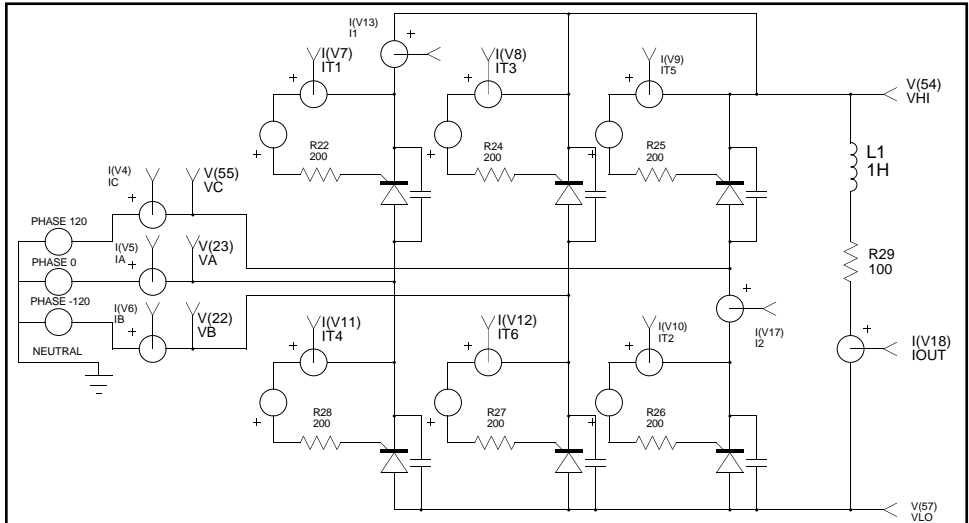 I(V13)
I1
+
I(V7)
IT1
+
I(V8)
IT3
+
I(V9)
IT5
+
V(54)
VHI
R22
200
+
R24
200
+
R25
200
+
L1
1H
I(V4)
IC
+
V(55)
VC
PHASE 120
I(V5)
IA
+
V(23)
VA
PHASE 0
R29
100
PHASE -120
I(V6)
IB
+
V(22)
VB
+
I(V17)
I2
NEUTRAL
I(V11)
IT4
+
I(V12)
IT6
+
I(V10)
IT2
+
+
I(V18)
IOUT
R28
200
+
R27
200
+
R26
200
+
V(57)
VLO